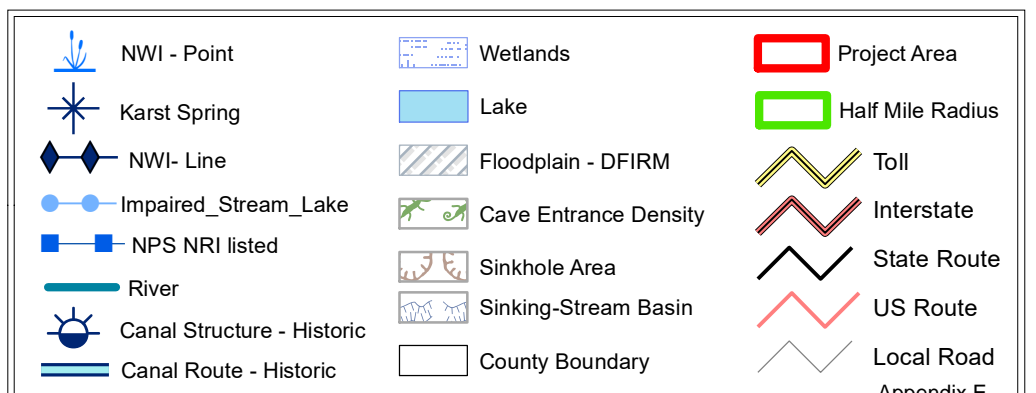 NWI - Point
Karst Spring
NWI- Line
Impaired_Stream_Lake
NPS NRI listed
River
Canal Structure - Historic
Canal Route - Historic
Wetlands
Lake
Floodplain - DFIRM
Cave Entrance Density
Sinkhole Area
Sinking-Stream Basin
County Boundary
Project Area
Half Mile Radius
Toll
Interstate
State Route
US Route
Local Road
Appendix E